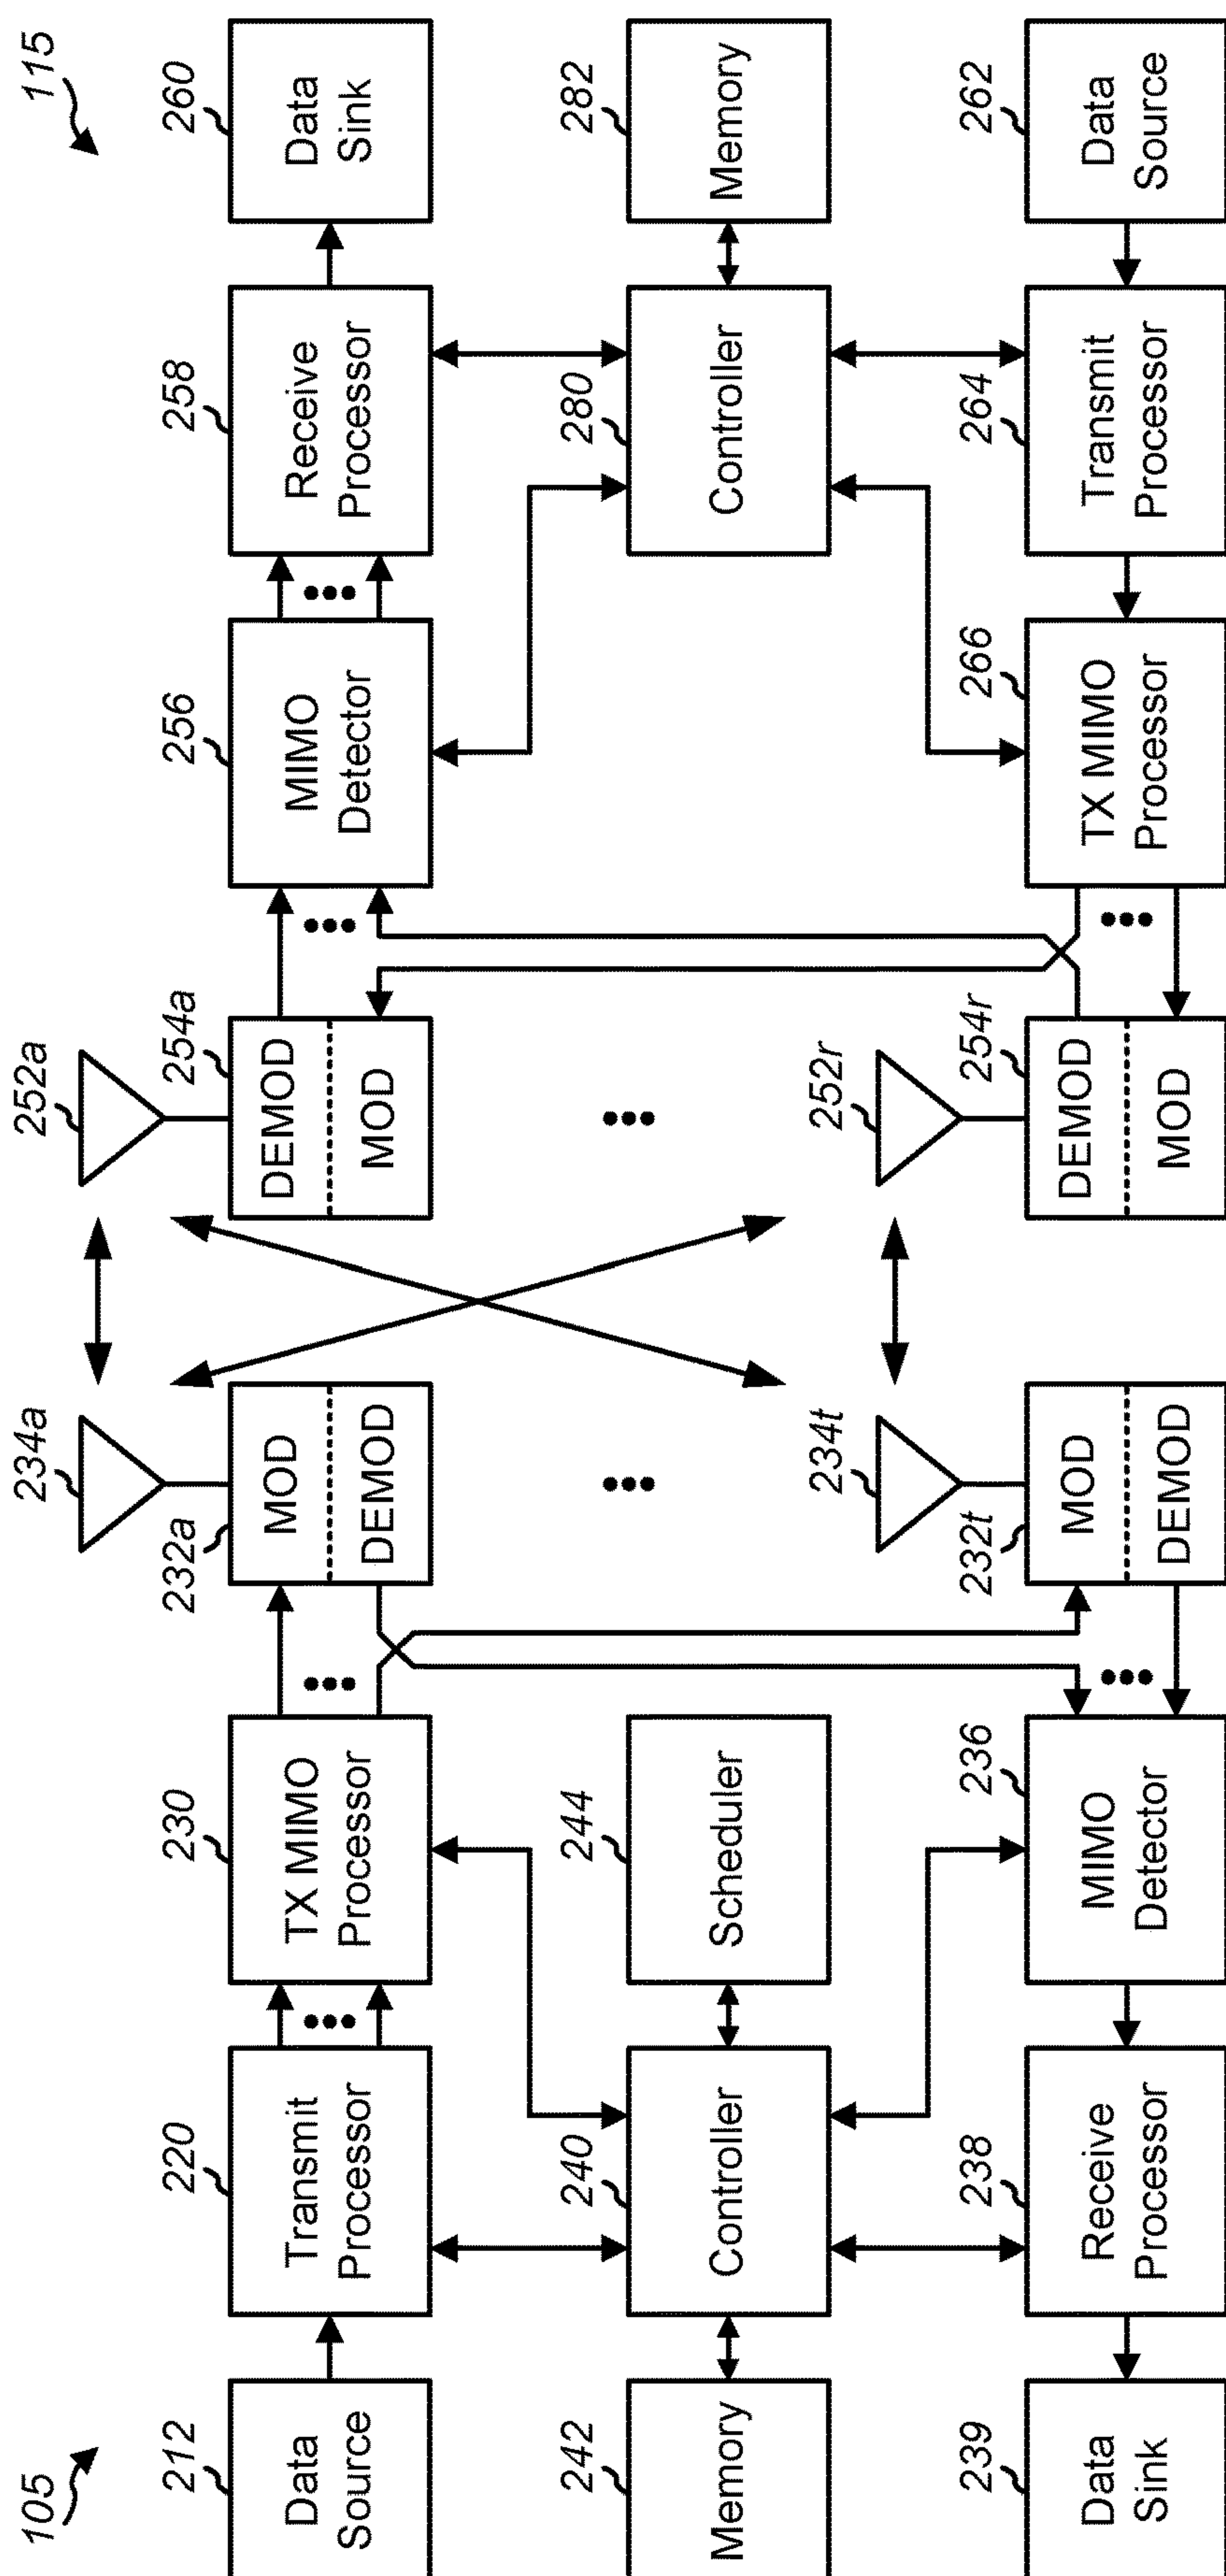 105
115
212
Data
Source
220
Transmit
Processor
230
TX MIMO
Processor
232a
MOD
DEMOD
234a
252a
254a
DEMOD
MOD
256
MIMO
Detector
258
Receive
Processor
260
Data
Sink
242
Memory
240
Controller
244
Scheduler
280
Controller
282
Memory
239
Data
Sink
238
Receive
Processor
236
MIMO
Detector
232t
MOD
DEMOD
234t
252r
254r
DEMOD
MOD
266
TX MIMO
Processor
264
Transmit
Processor
262
Data
Source